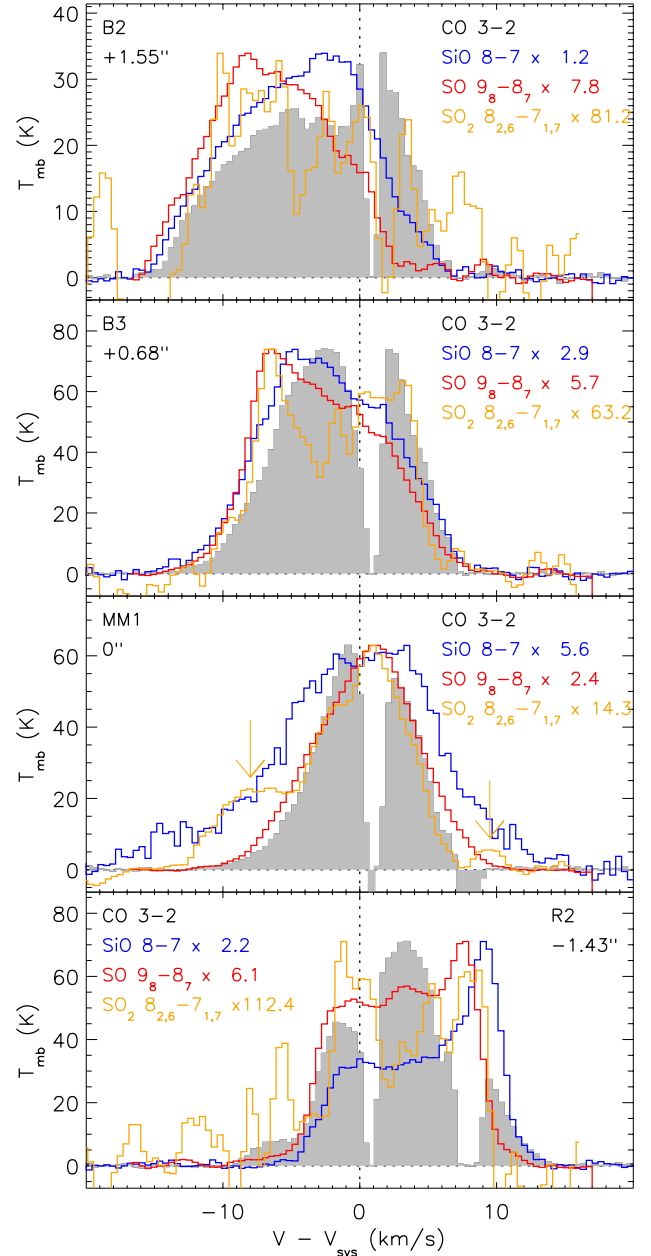 B2
+1.55"
CO 3-2
SiO 8-7 x 1.2
SO 9₈-8₇ x 7.8
SO₂ 8₂,₆-7₁,₇ x 81.2
40
30
20
10
0
T_mb (K)
B3
+0.68"
CO 3-2
SiO 8-7 x 2.9
SO 9₈-8₇ x 5.7
SO₂ 8₂,₆-7₁,₇ x 63.2
80
60
40
20
0
T_mb (K)
MM1
0"
CO 3-2
SiO 8-7 x 5.6
SO 9₈-8₇ x 2.4
SO₂ 8₂,₆-7₁,₇ x 14.3
60
40
20
0
T_mb (K)
CO 3-2
SiO 8-7 x 2.2
SO 9₈-8₇ x 6.1
SO₂ 8₂,₆-7₁,₇ x112.4
R2
-1.43"
80
60
40
20
0
T_mb (K)
-10 0 10
V - V_sys (km/s)